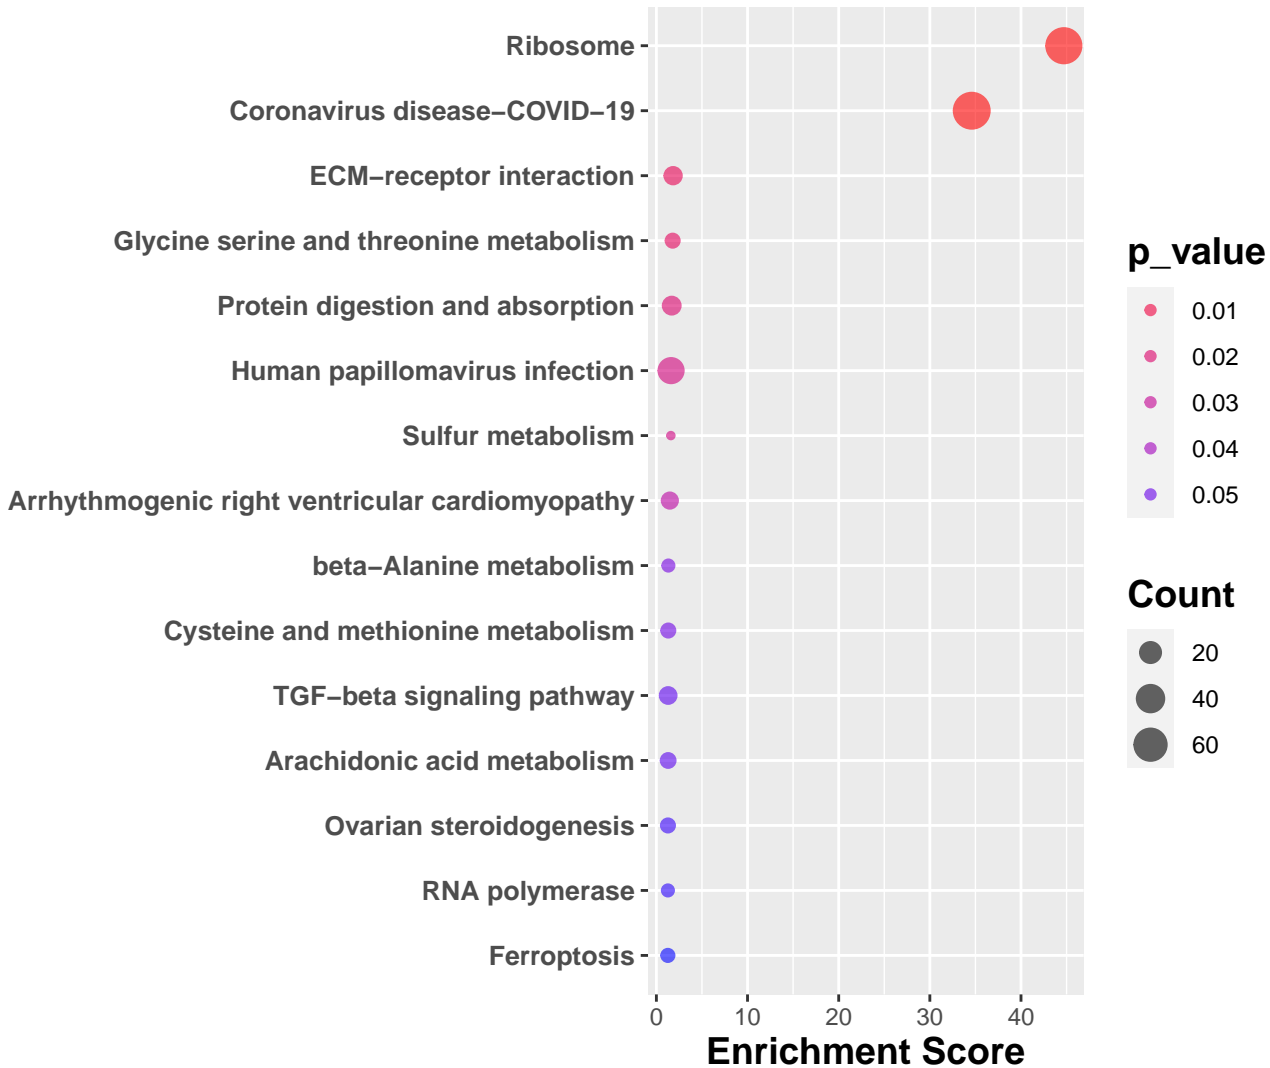 Ribosome
Coronavirus disease−COVID−19
ECM−receptor interaction
Glycine serine and threonine metabolism
Protein digestion and absorption
Human papillomavirus infection
Sulfur metabolism
Arrhythmogenic right ventricular cardiomyopathy
beta−Alanine metabolism
Cysteine and methionine metabolism
TGF−beta signaling pathway
Arachidonic acid metabolism
Ovarian steroidogenesis
RNA polymerase
Ferroptosis
0 10 20 30 40
Enrichment Score
p_value
0.01
0.02
0.03
0.04
0.05
Count
20
40
60